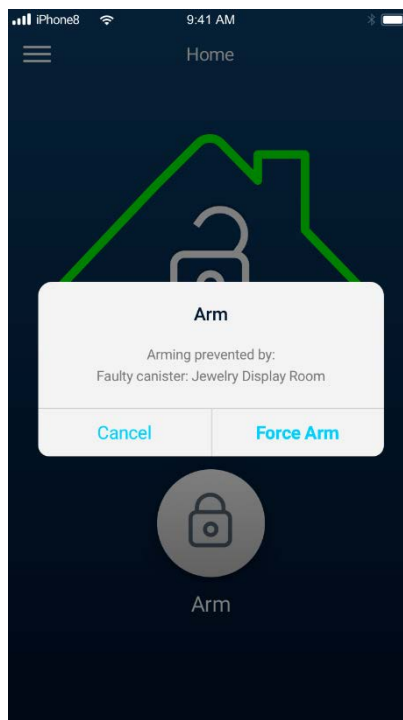 iPhone8
9:41 AM
Home
Arm
Arming prevented by:
Faulty canister: Jewelry Display Room
Cancel
Force Arm
Arm